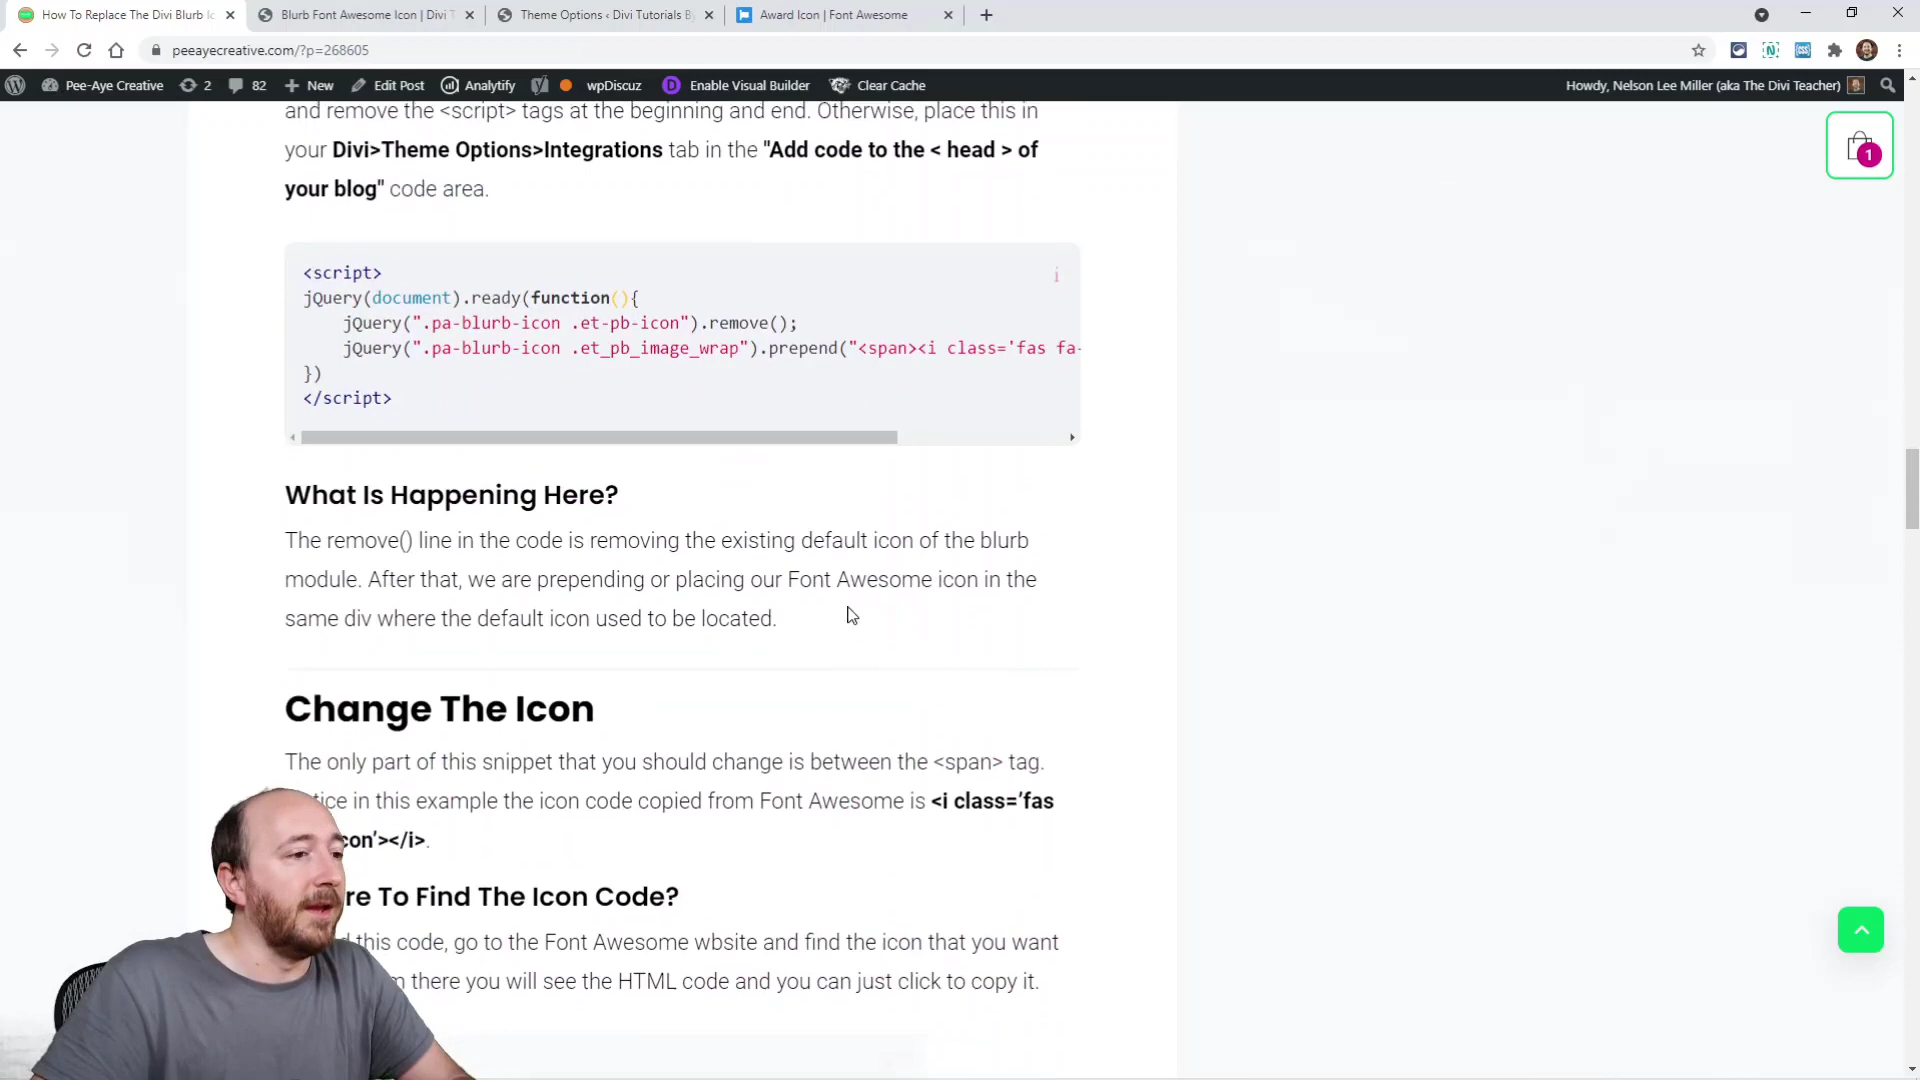 How To Replace The Divi Blurb Ic
Blurb Font Awesome Icon | Divi T
Theme Options ‹ Divi Tutorials By
Award Icon | Font Awesome
peeayecreative.com/?p=268605
Pee-Aye Creative
2
82
New
Edit Post
Analytify
wpDiscuz
D
Enable Visual Builder
Clear Cache
Howdy, Nelson Lee Miller (aka The Divi Teacher)
and remove the <script> tags at the beginning and end. Otherwise, place this in
your Divi>Theme Options>Integrations tab in the "Add code to the < head > of
your blog" code area.
1
<script>
i
jQuery(document).ready(function(){
jQuery(".pa-blurb-icon .et-pb-icon").remove();
jQuery(".pa-blurb-icon .et_pb_image_wrap").prepend("<span><i class='fas fa-
})
</script>
What Is Happening Here?
The remove() line in the code is removing the existing default icon of the blurb
module. After that, we are prepending or placing our Font Awesome icon in the
same div where the default icon used to be located.
Change The Icon
The only part of this snippet that you should change is between the <span> tag.
tice in this example the icon code copied from Font Awesome is <i class='fas
con'></i>.
re To Find The Icon Code?
this code, go to the Font Awesome wbsite and find the icon that you want
there you will see the HTML code and you can just click to copy it.